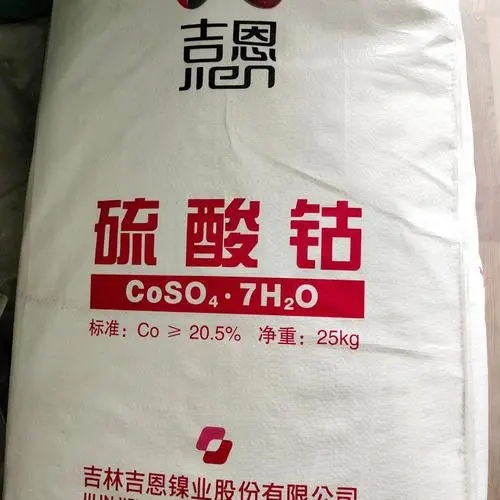 吉恩
Jien
硫酸钴
CoSO₄·7H₂O
标准：Co ≥ 20.5% 净重：25kg
吉林吉恩镍业股份有限公司